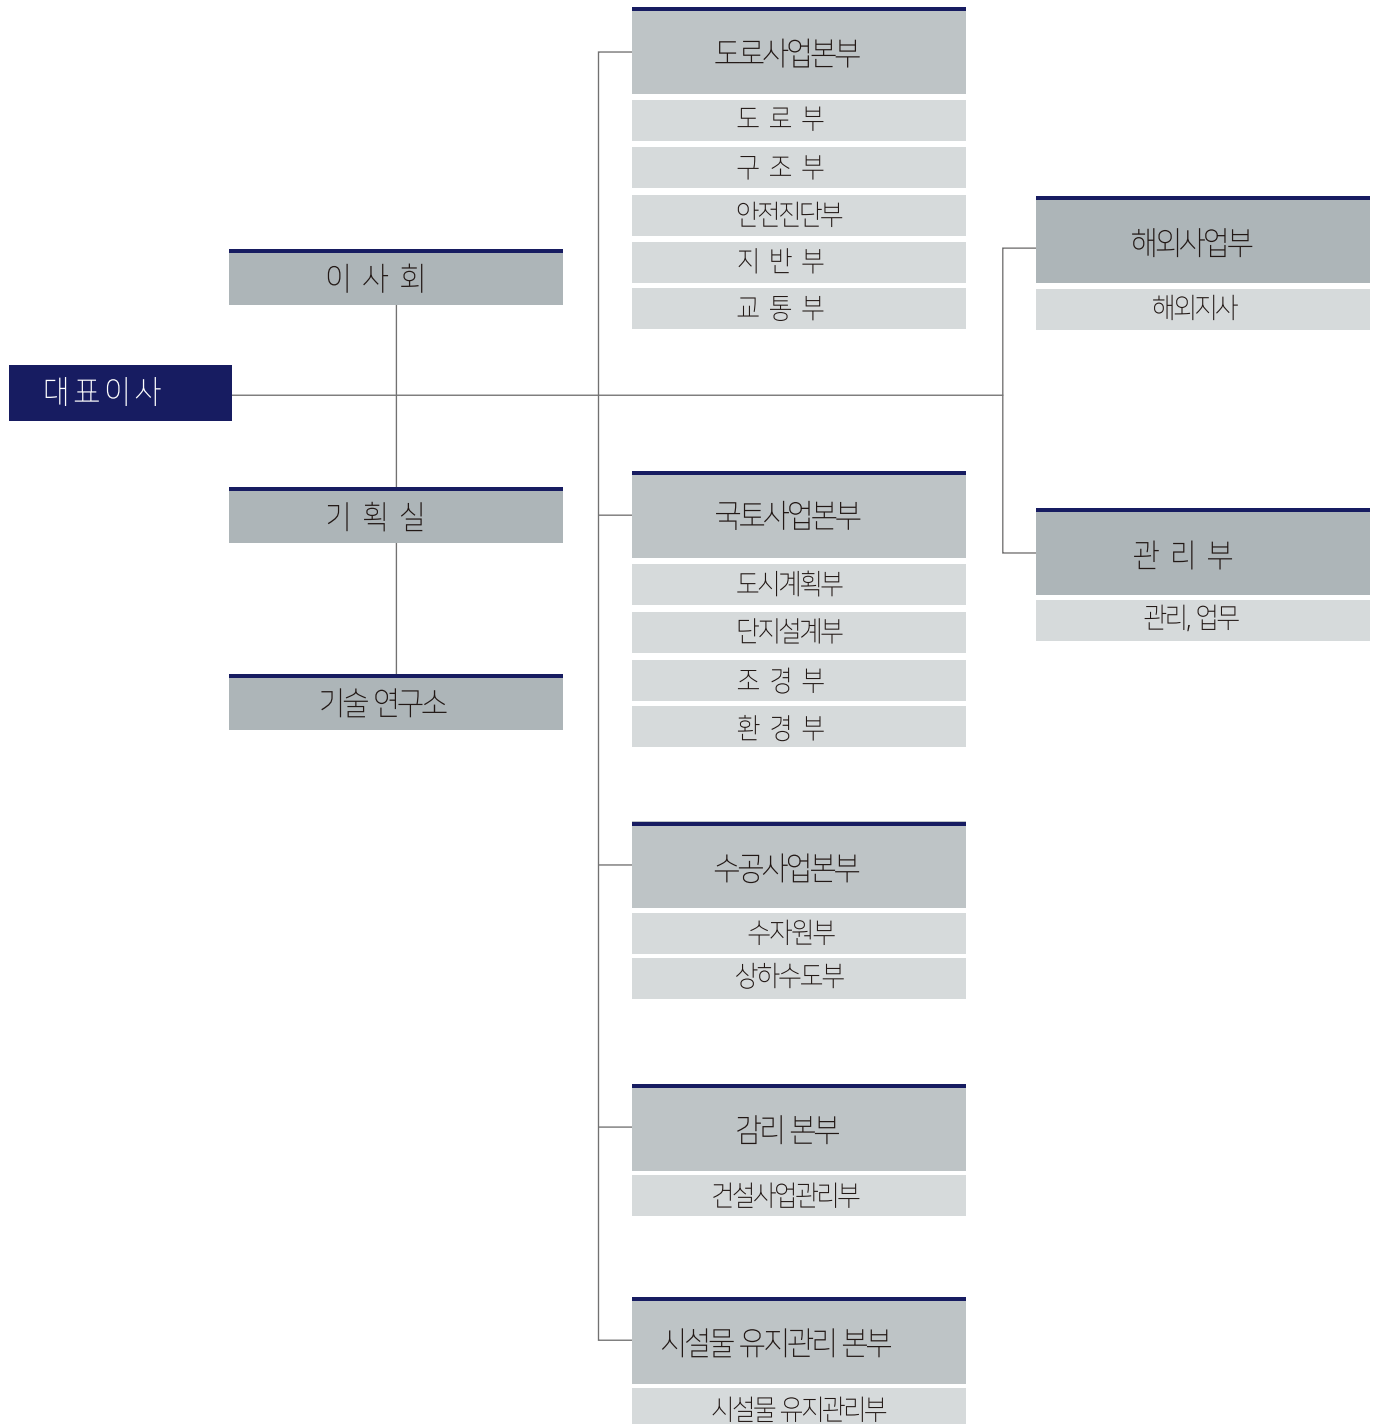 대표이사
이 사 회
기 획 실
기술 연구소
도로사업본부
도 로 부
구 조 부
안전진단부
지 반 부
교 통 부
국토사업본부
도시계획부
단지설계부
조 경 부
환 경 부
수공사업본부
수자원부
상하수도부
감리 본부
건설사업관리부
시설물 유지관리 본부
시설물 유지관리부
해외사업부
해외지사
관 리 부
관리, 업무